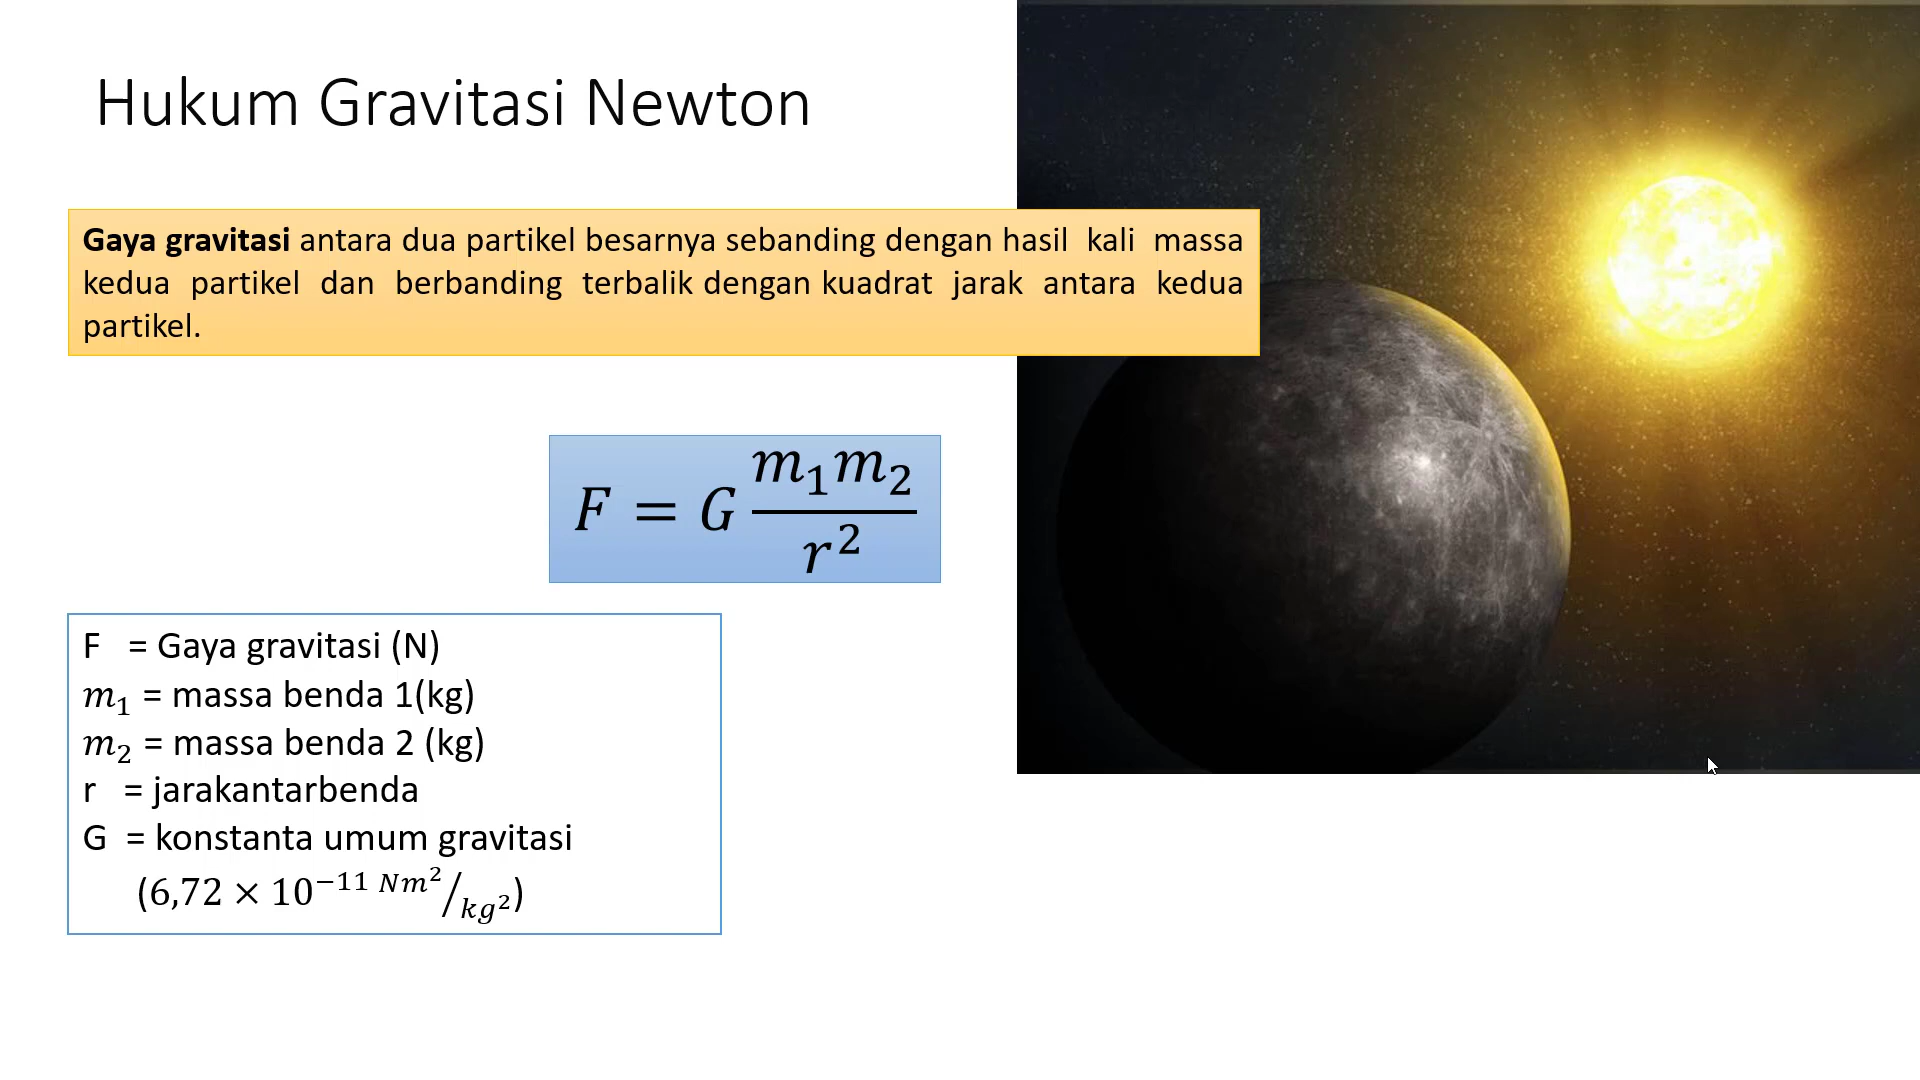 Hukum Gravitasi Newton
Gaya gravitasi antara dua partikel besarnya sebanding dengan hasil kali massa
kedua partikel dan berbanding terbalik dengan kuadrat jarak antara kedua
partikel.
F = G m₁m₂/r²
F = Gaya gravitasi (N)
m₁ = massa benda 1(kg)
m₂ = massa benda 2 (kg)
r = jarakantarbenda
G = konstanta umum gravitasi
(6,72 × 10⁻¹¹ Nm²/kg²)